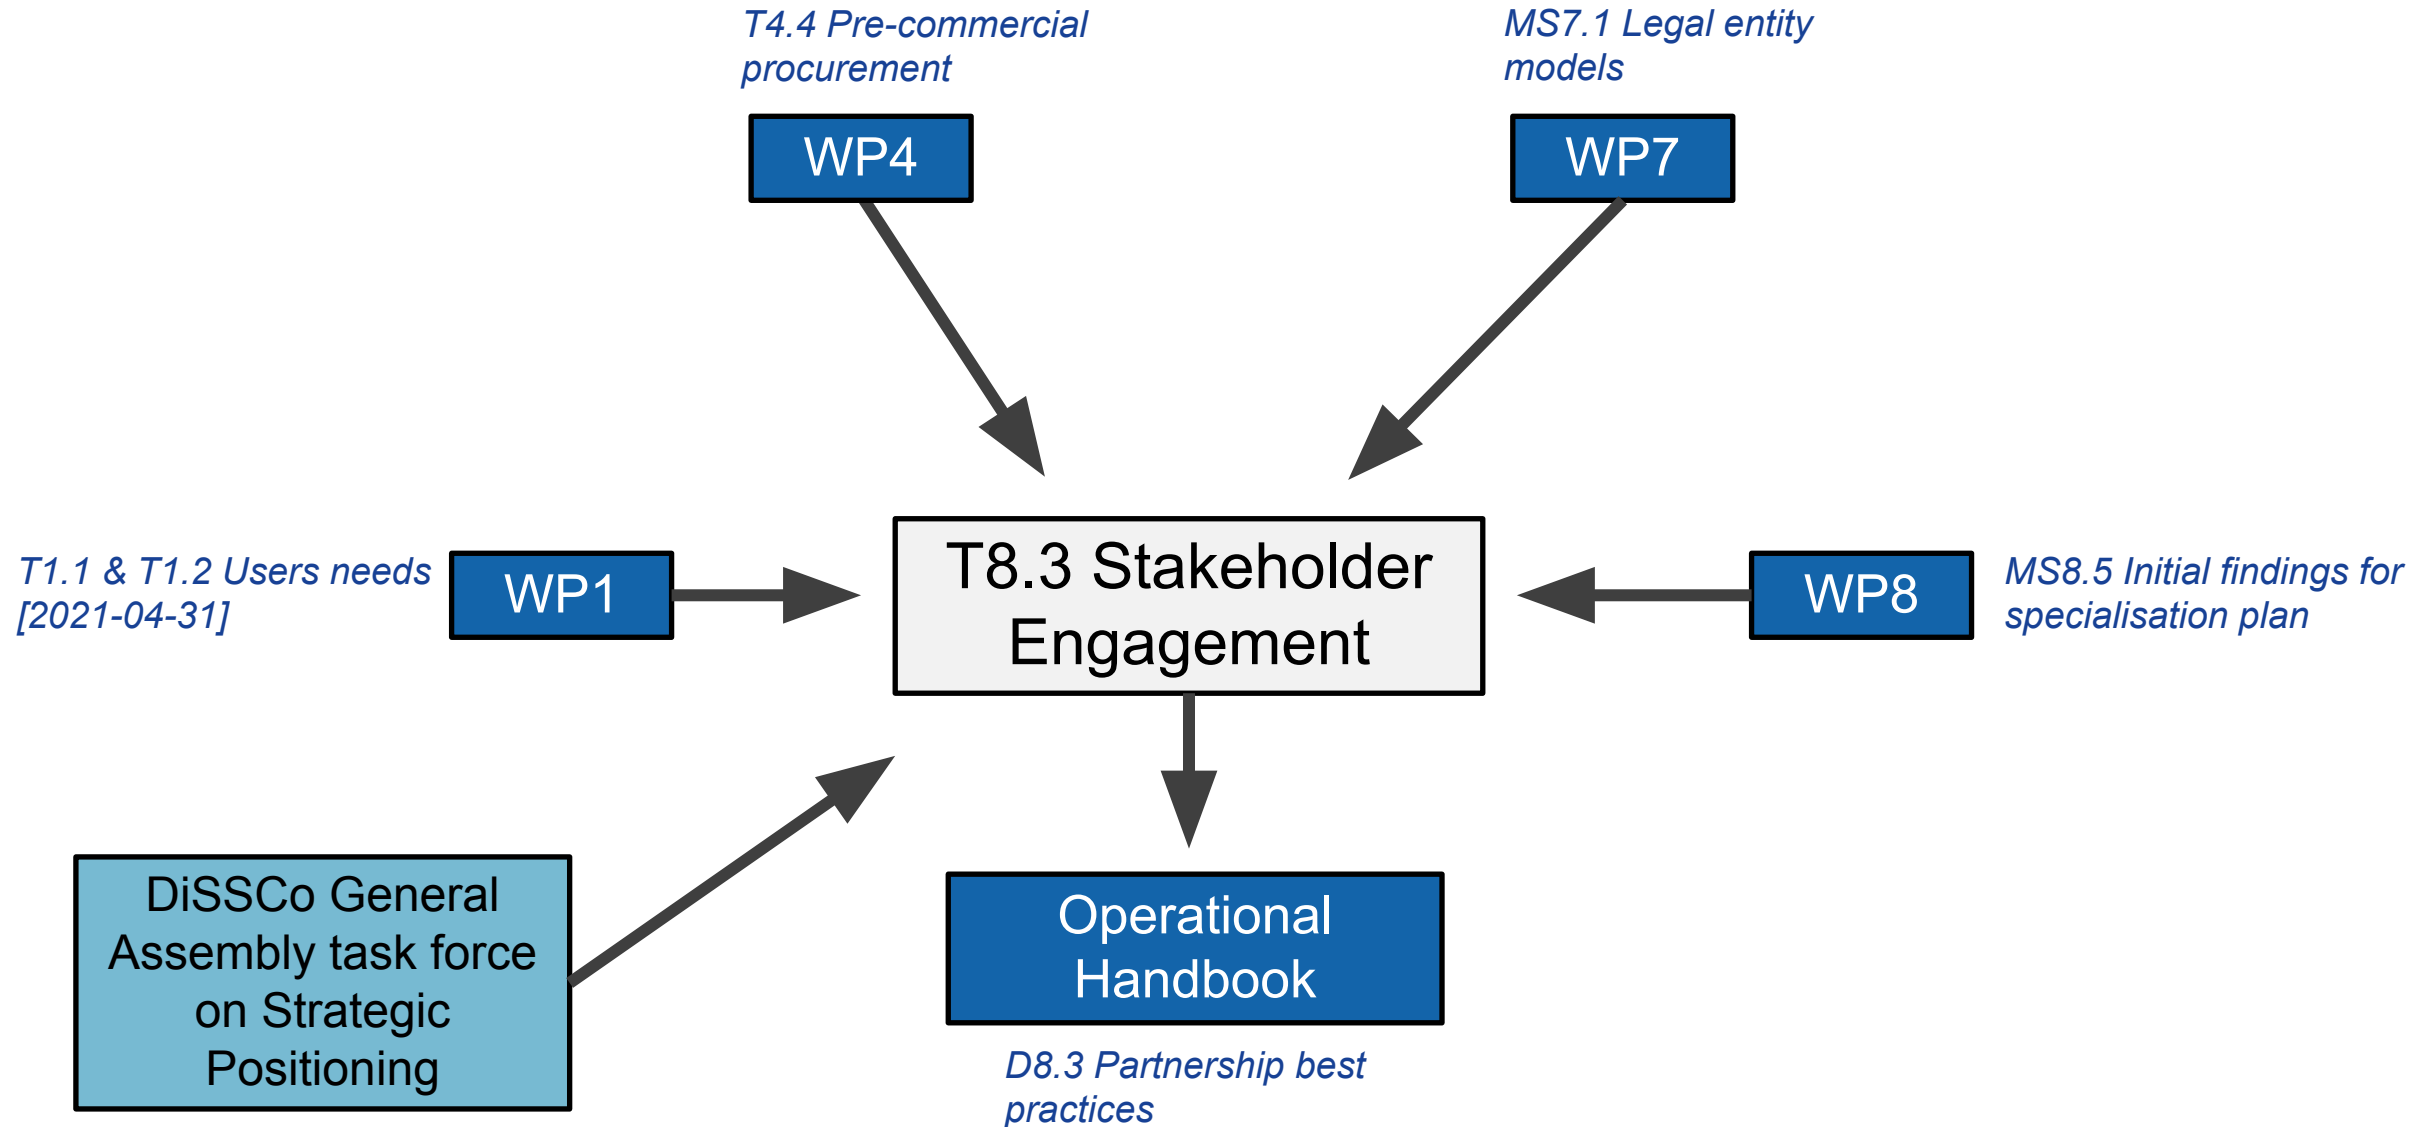 T4.4 Pre-commercial
procurement
MS7.1 Legal entity
models
WP4
WP7
T1.1 & T1.2 Users needs
[2021-04-31]
WP1
T8.3 Stakeholder
Engagement
WP8
MS8.5 Initial findings for
specialisation plan
DiSSCo General
Assembly task force
on Strategic
Positioning
Operational
Handbook
D8.3 Partnership best
practices